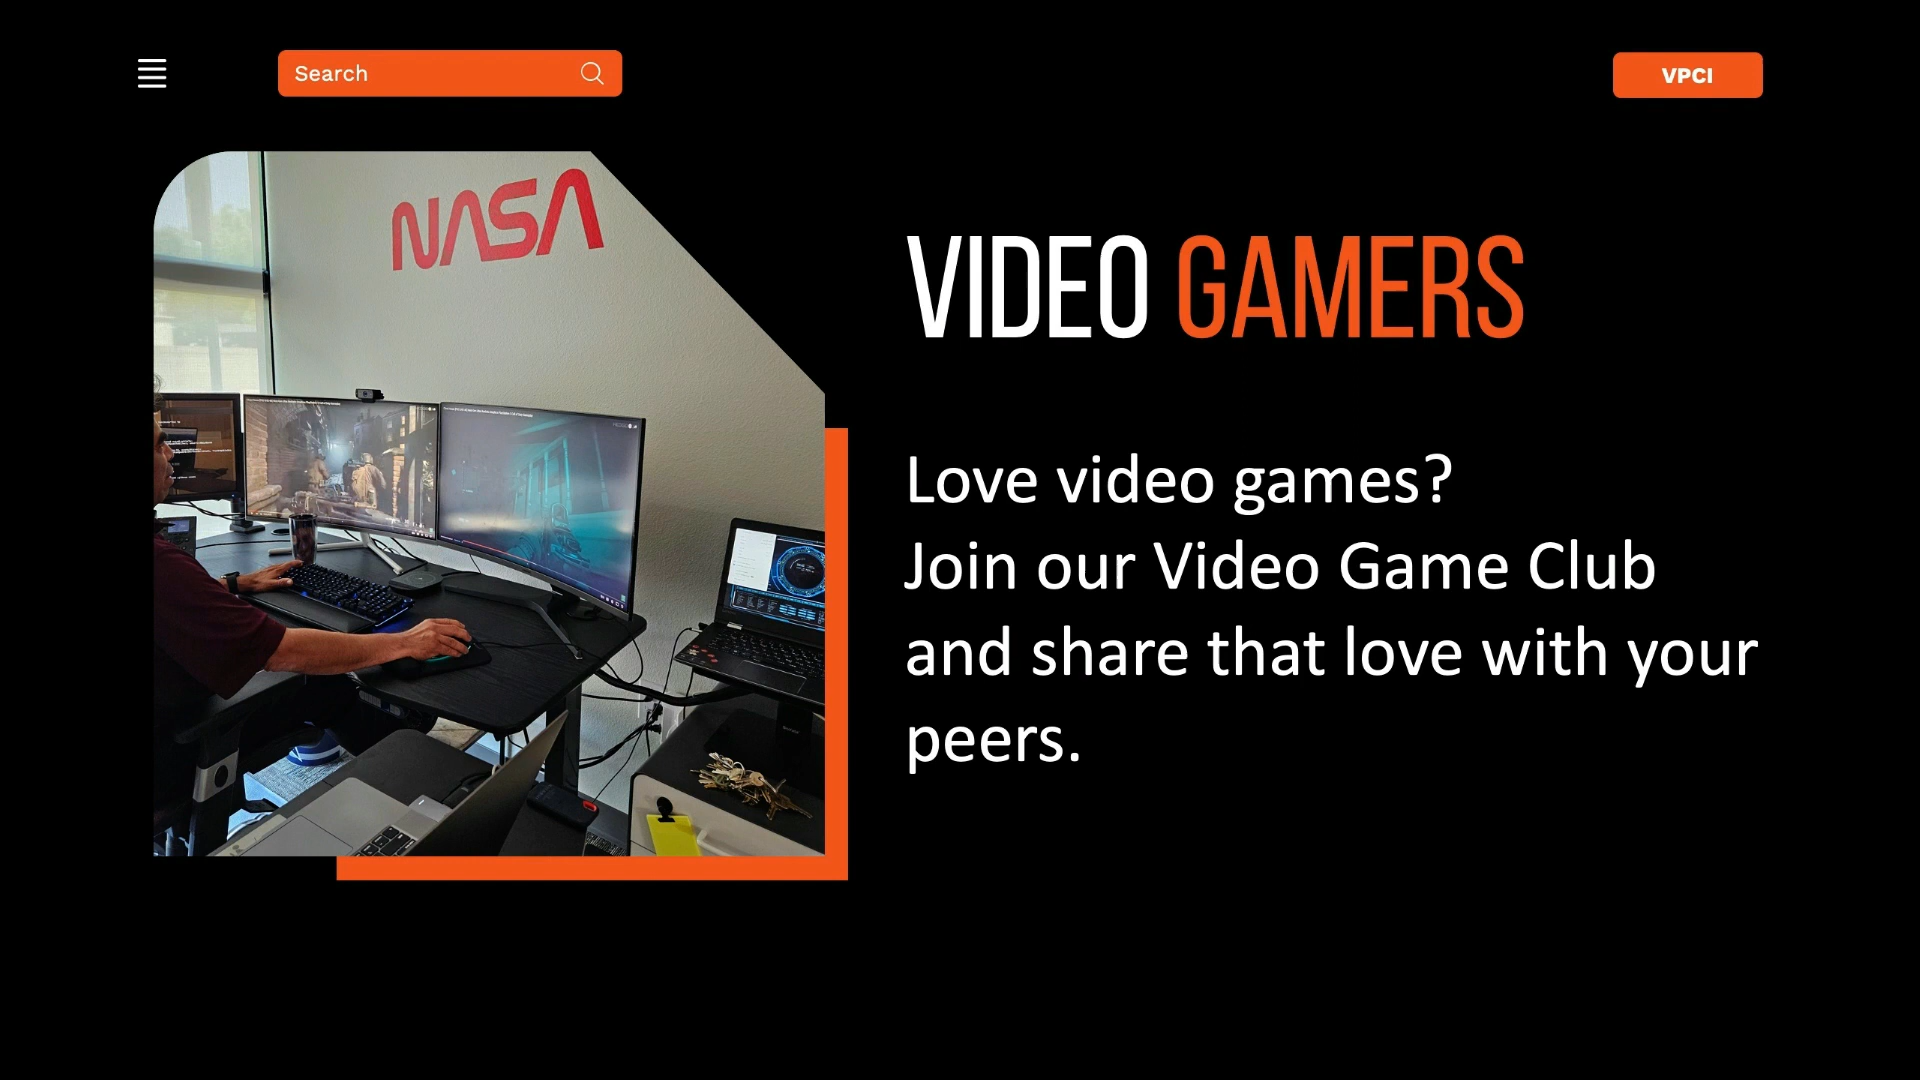 Search
VPCI
NASA
VIDEO GAMERS
Love video games?
Join our Video Game Club
and share that love with your
peers.